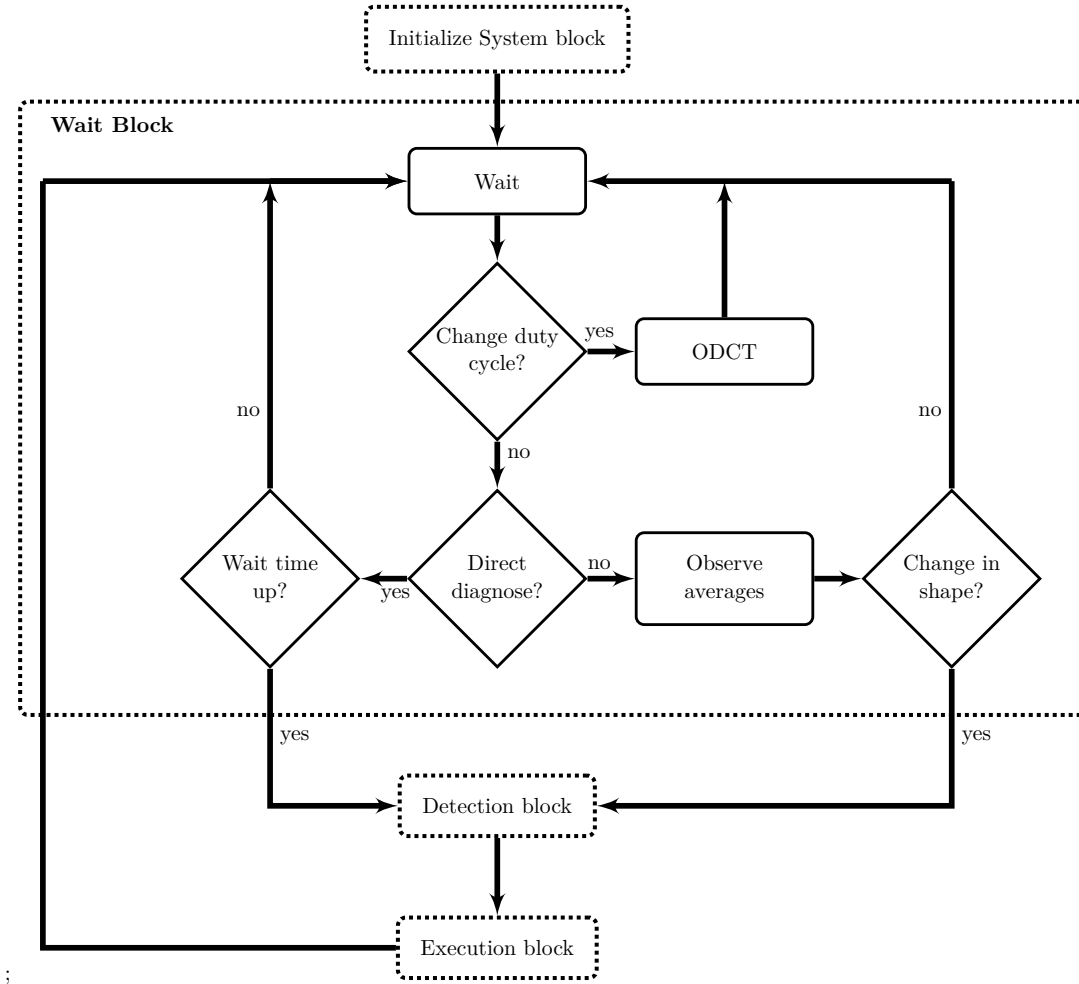 Initialize System block
Wait Block
Wait
Change duty
cycle?
yes
ODCT
no
no
no
Wait time
up?
yes
Direct
diagnose?
no
Observe
averages
Change in
shape?
yes
yes
Detection block
Execution block
;